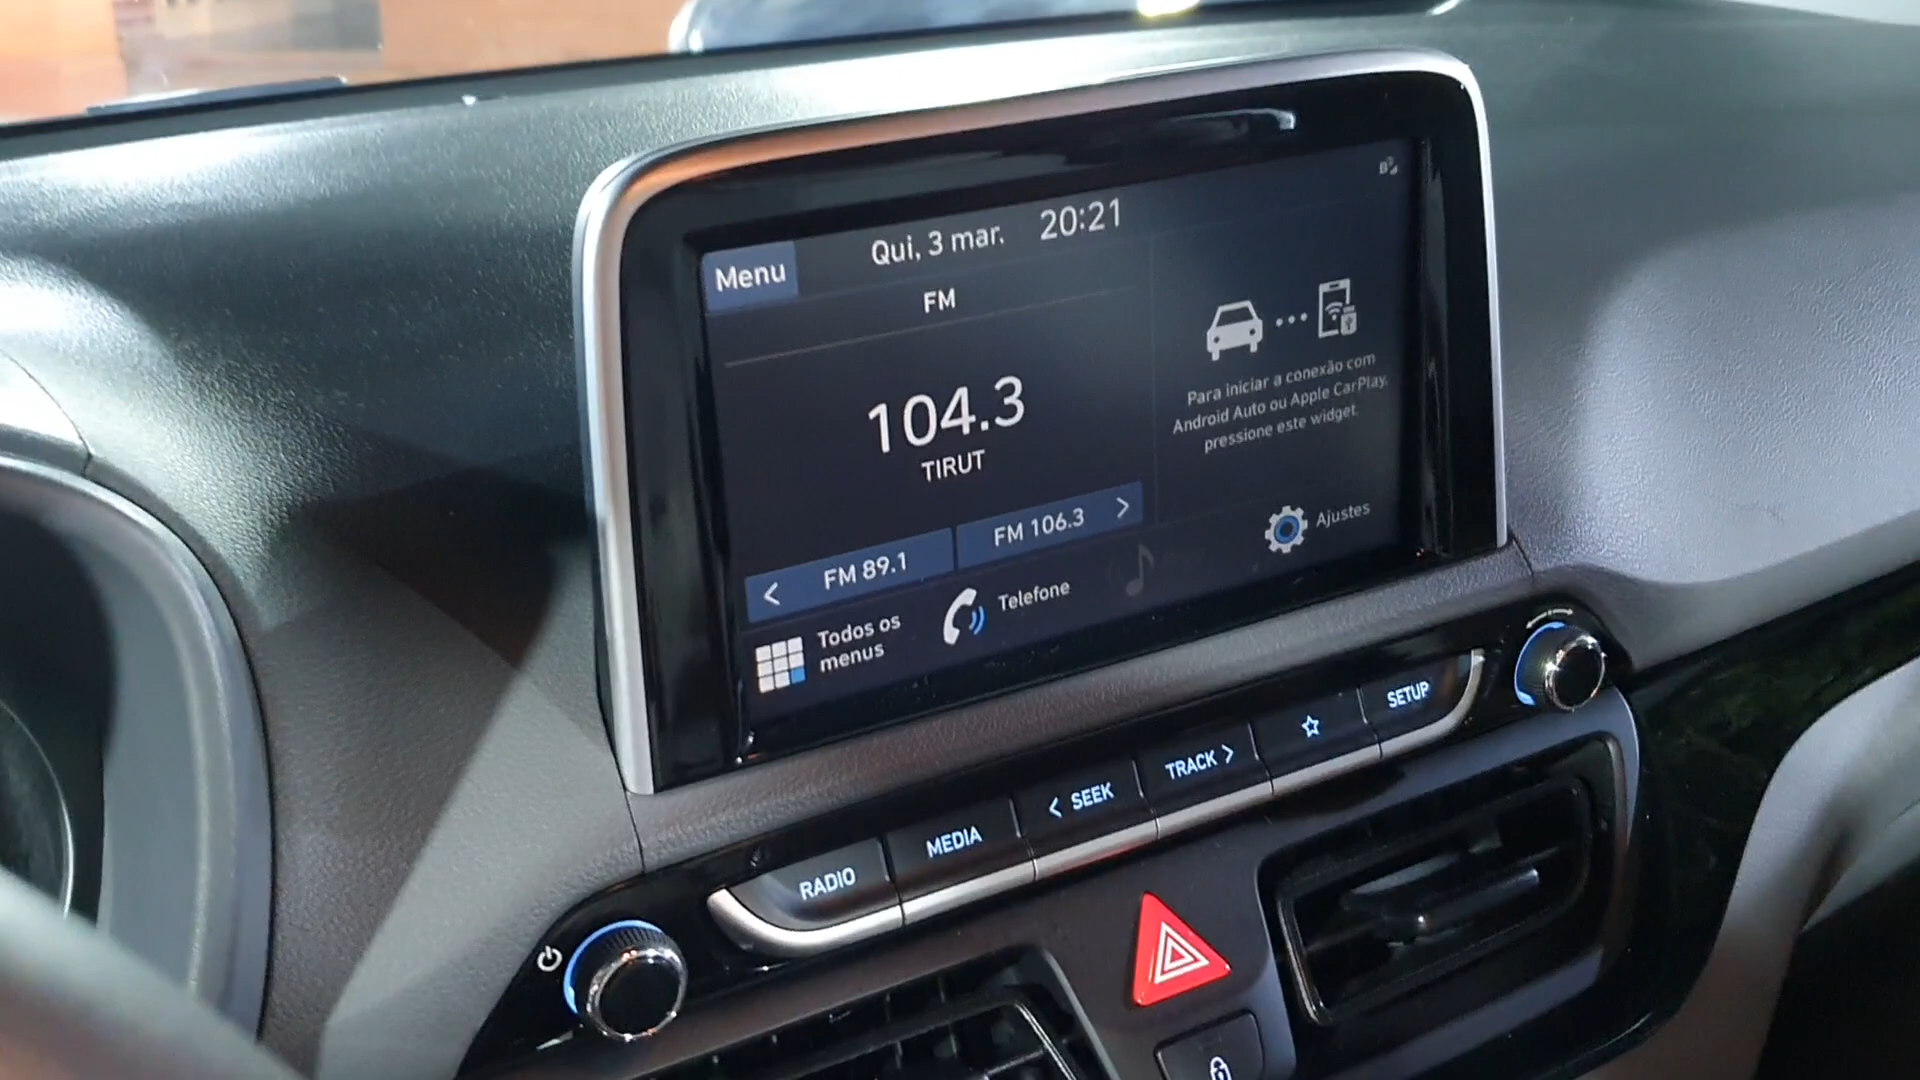 Qui, 3 mar. 20:21
Menu
FM
104.3
TIRUT
Para iniciar a conexão com
Android Auto ou Apple CarPlay,
pressione este widget.
< FM 89.1
FM 106.3 >
Todos os
menus
Telefone
Ajustes
RADIO
MEDIA
< SEEK
TRACK >
SETUP